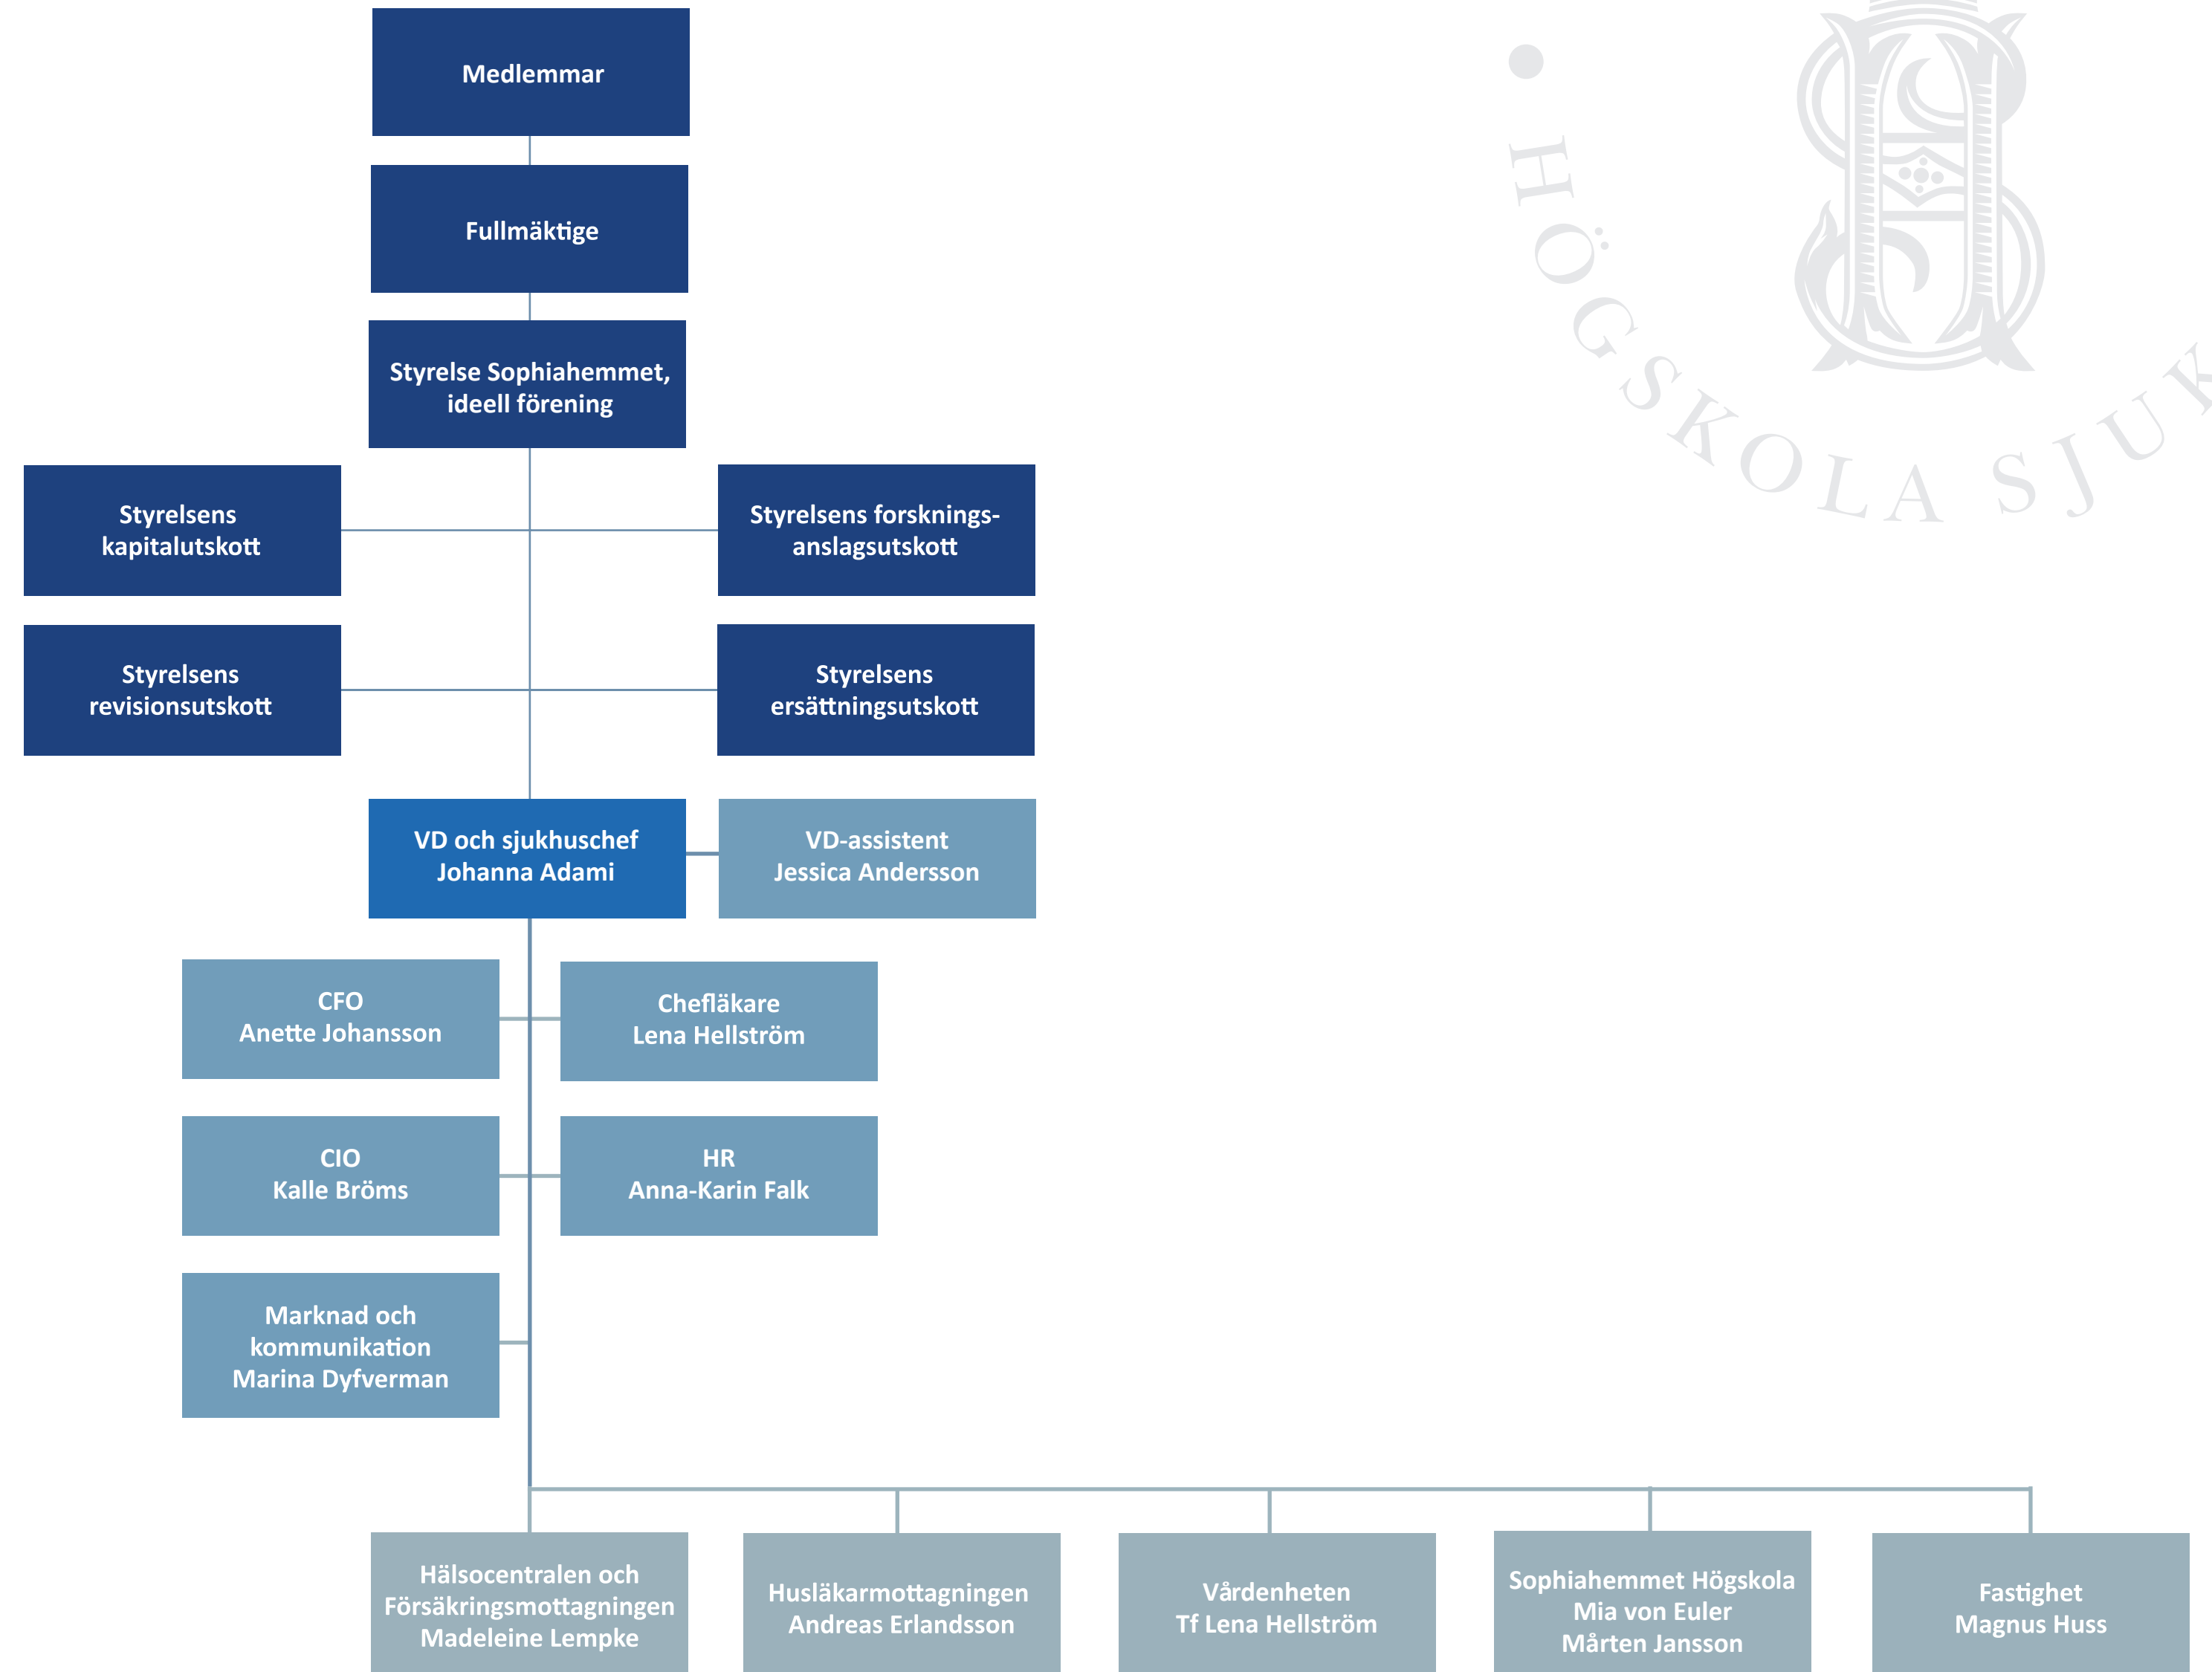 Medlemmar
Fullmäktige
Styrelse Sophiahemmet,
ideell förening
Styrelsens
kapitalutskott
Styrelsens forsknings-
anslagsutskott
Styrelsens
revisionsutskott
Styrelsens
ersättningsutskott
VD och sjukhuschef
Johanna Adami
VD-assistent
Jessica Andersson
CFO
Anette Johansson
Chefläkare
Lena Hellström
CIO
Kalle Bröms
HR
Anna-Karin Falk
Marknad och
kommunikation
Marina Dyfverman
Hälsocentralen och
Försäkringsmottagningen
Madeleine Lempke
Husläkarmottagningen
Andreas Erlandsson
Vårdenheten
Tf Lena Hellström
Sophiahemmet Högskola
Mia von Euler
Mårten Jansson
Fastighet
Magnus Huss
• HÖGSKOLA SJUK